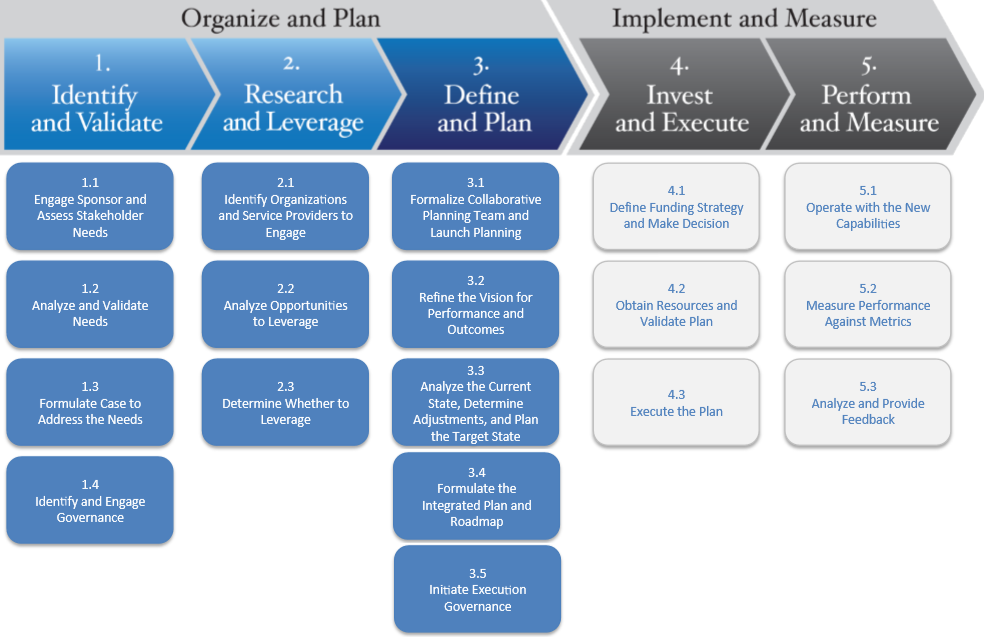 Organize and Plan
Implement and Measure
1.
Identify
and Validate
2.
Research
and Leverage
3.
Define
and Plan
4.
Invest
and Execute
5.
Perform
and Measure
1.1
Engage Sponsor and
Assess Stakeholder
Needs
1.2
Analyze and Validate
Needs
1.3
Formulate Case to
Address the Needs
1.4
Identify and Engage
Governance
2.1
Identify Organizations
and Service Providers to
Engage
2.2
Analyze Opportunities
to Leverage
2.3
Determine Whether to
Leverage
3.1
Formalize Collaborative
Planning Team and
Launch Planning
3.2
Refine the Vision for
Performance and
Outcomes
3.3
Analyze the Current
State, Determine
Adjustments, and Plan
the Target State
3.4
Formulate the
Integrated Plan and
Roadmap
3.5
Initiate Execution
Governance
4.1
Define Funding Strategy
and Make Decision
4.2
Obtain Resources and
Validate Plan
4.3
Execute the Plan
5.1
Operate with the New
Capabilities
5.2
Measure Performance
Against Metrics
5.3
Analyze and Provide
Feedback